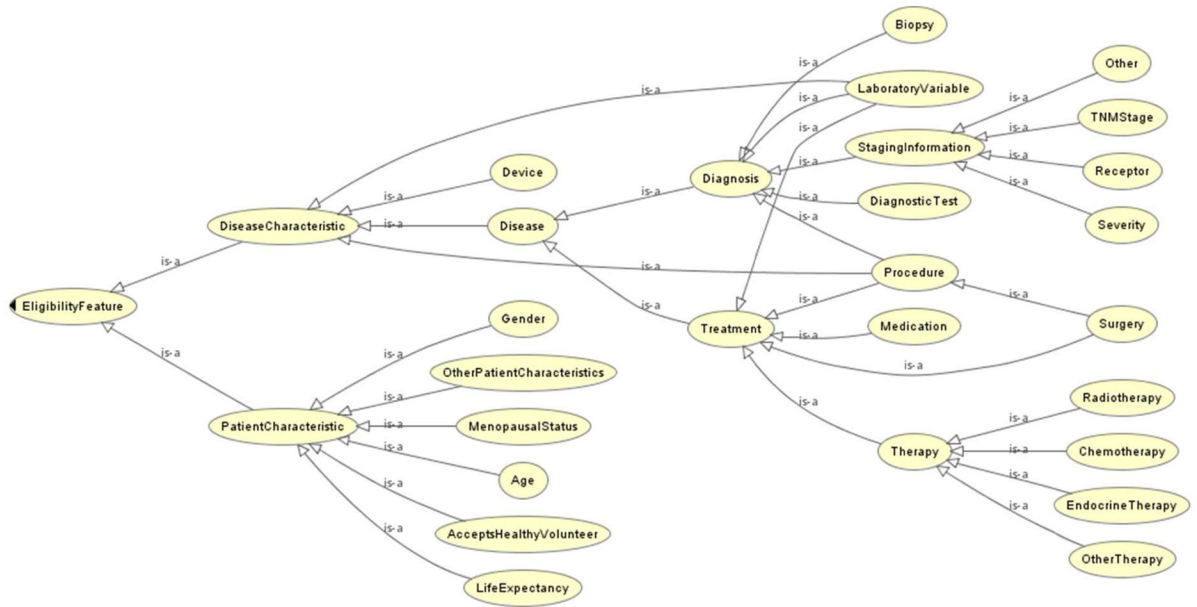 Biopsy
is-a
Other
is-a
LaboratoryVariable
is-a
is-a
is-a
TNMStage
is-a
is-a
StagingInformation
is-a
is-a
Receptor
Device
Diagnosis
is-a
is-a
is-a
DiagnosticTest
is-a
is-a
Severity
DiseaseCharacteristic
is-a
Disease
is-a
is-a
Procedure
is-a
EligibilityFeature
is-a
is-a
is-a
Gender
Treatment
is-a
Medication
Surgery
is-a
is-a
is-a
OtherPatientCharacteristics
is-a
is-a
Radiotherapy
PatientCharacteristic
is-a
MenopausalStatus
is-a
is-a
Therapy
is-a
Chemotherapy
Age
is-a
is-a
EndocrineTherapy
is-a
AcceptsHealthyVolunteer
OtherTherapy
LifeExpectancy